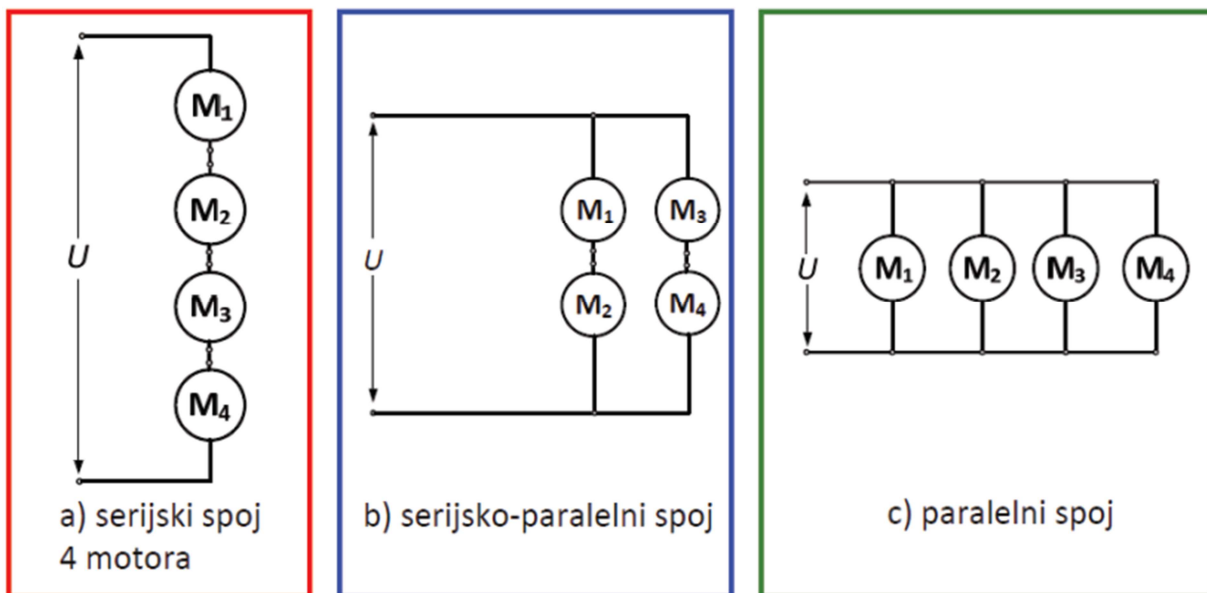 U
M₁
M₂
M₃
M₄
a) serijski spoj
4 motora
U
M₁
M₃
M₂
M₄
b) serijsko-paralelni spoj
U
M₁ M₂ M₃ M₄
c) paralelni spoj